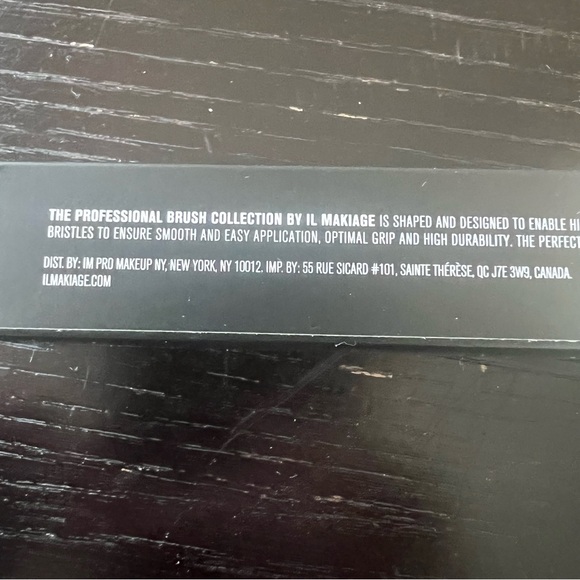 THE PROFESSIONAL BRUSH COLLECTION BY IL MAKIAGE IS SHAPED AND DESIGNED TO ENABLE
BRISTLES TO ENSURE SMOOTH AND EASY APPLICATION, OPTIMAL GRIP AND HIGH DURABILITY. THE PERFECT
DIST. BY: IM PRO MAKEUP NY, NEW YORK, NY 10012. IMP. BY: 55 RUE SICARD #101, SAINTE THÉRÈSE, QC J7E 3W9, CANADA.
ILMAKIAGE.COM